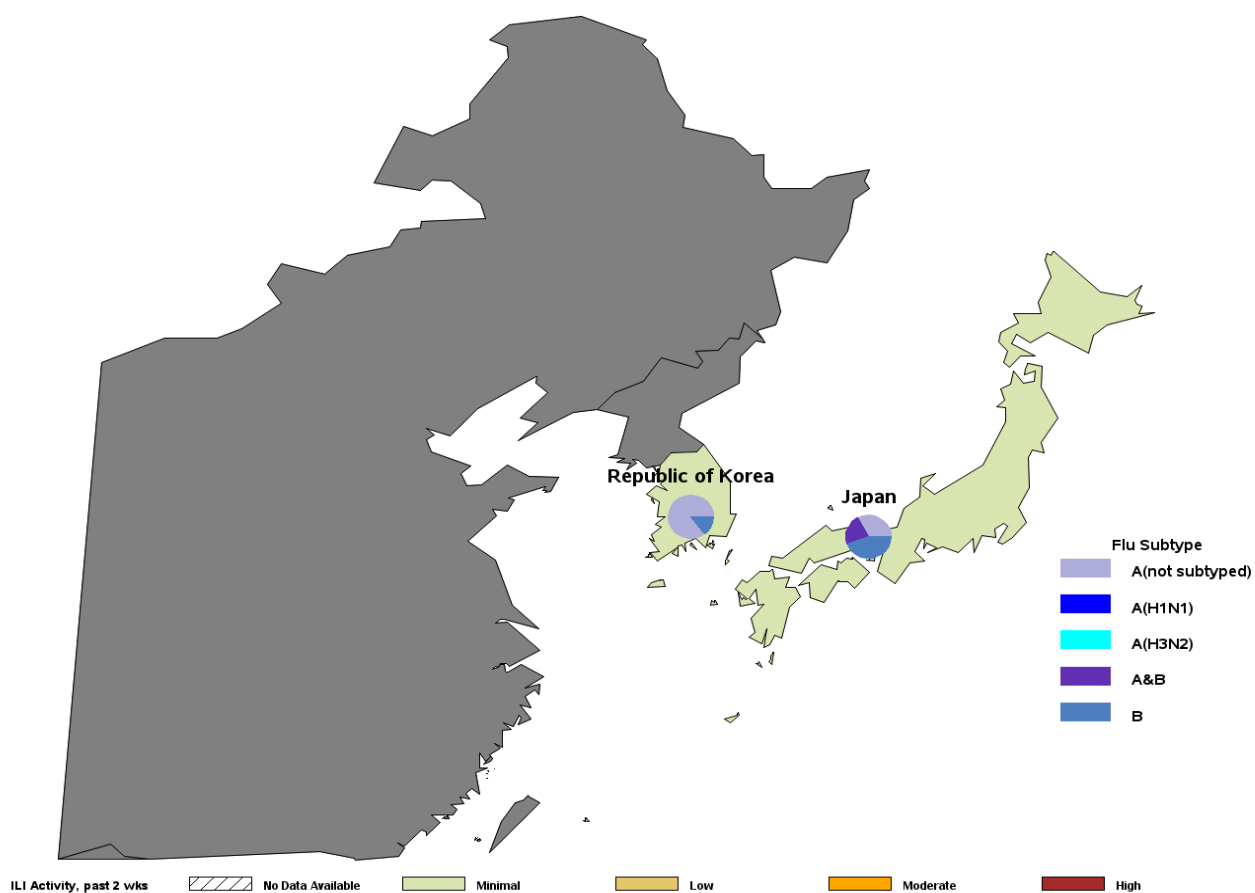 Republic of Korea
Japan
Flu Subtype
A(not subtyped)
A(H1N1)
A(H3N2)
A&B
B
ILI Activity, past 2 wks No Data Available Minimal Low Moderate High